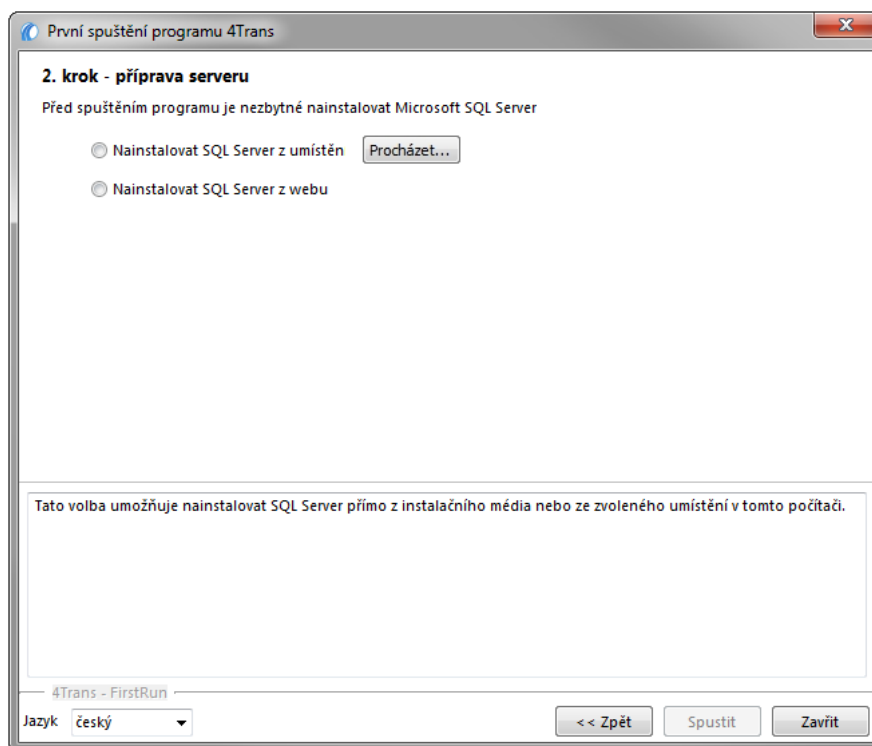 První spuštění programu 4Trans
2. krok - příprava serveru
Před spuštěním programu je nezbytné nainstalovat Microsoft SQL Server
Nainstalovat SQL Server z umístěn Procházet...
Nainstalovat SQL Server z webu
Tato volba umožňuje nainstalovat SQL Server přímo z instalačního média nebo ze zvoleného umístění v tomto počítači.
4Trans - FirstRun
Jazyk český << Zpět Spustit Zavřit